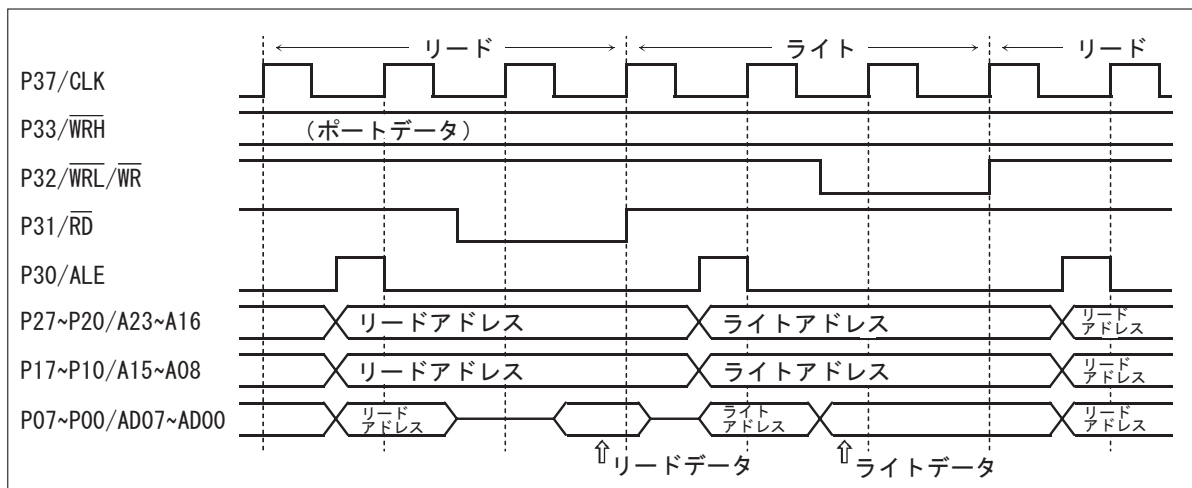 リード ライト リード
P37/CLK
P33/WRH (ポートデータ)
P32/WRL/WR
P31/RD
P30/ALE
P27~P20/A23~A16 リードアドレス ライトアドレス リード
アドレス
P17~P10/A15~A08 リードアドレス ライトアドレス リード
アドレス
P07~P00/AD07~AD00 リード
アドレス ライト
アドレス リード
アドレス
⇧リードデータ ⇧ライトデータ